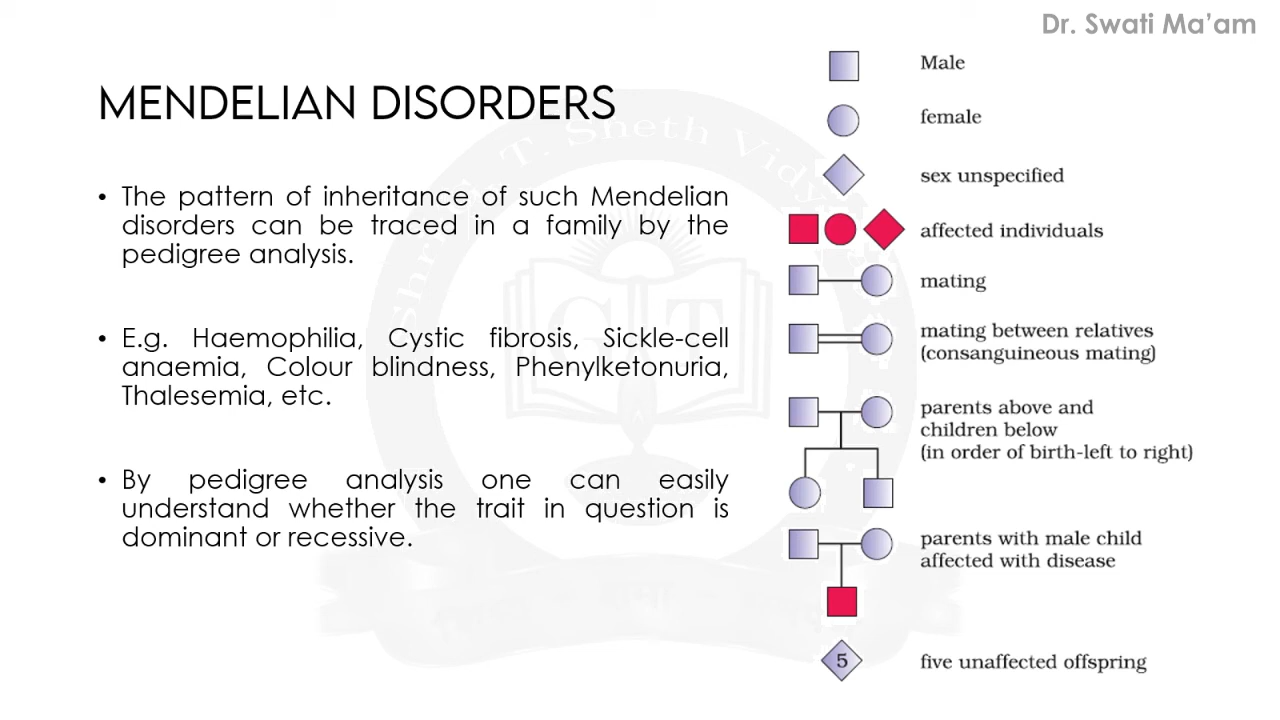 Dr. Swati Ma'am
MENDELIAN DISORDERS
• The pattern of inheritance of such Mendelian
disorders can be traced in a family by the
pedigree analysis.
• E.g. Haemophilia, Cystic fibrosis, Sickle-cell
anaemia, Colour blindness, Phenylketonuria,
Thalesemia, etc.
• By pedigree analysis one can easily
understand whether the trait in question is
dominant or recessive.
Male
female
sex unspecified
affected individuals
mating
mating between relatives
(consanguineous mating)
parents above and
children below
(in order of birth-left to right)
parents with male child
affected with disease
5
five unaffected offspring
T. Sheth
G T